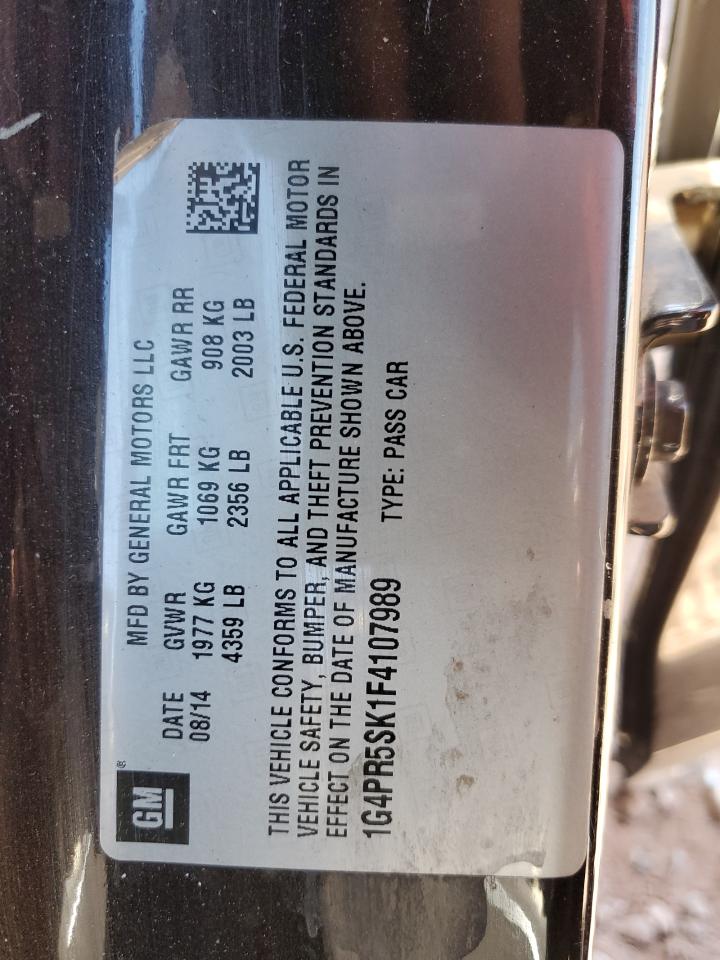 GM®
MFD BY GENERAL MOTORS LLC
DATE GVWR GAWR FRT GAWR RR
08/14 1977 KG 1069 KG 908 KG
4359 LB 2356 LB 2003 LB
THIS VEHICLE CONFORMS TO ALL APPLICABLE U.S. FEDERAL MOTOR
VEHICLE SAFETY, BUMPER, AND THEFT PREVENTION STANDARDS IN
EFFECT ON THE DATE OF MANUFACTURE SHOWN ABOVE.
1G4PR5SK1F4107989 TYPE: PASS CAR